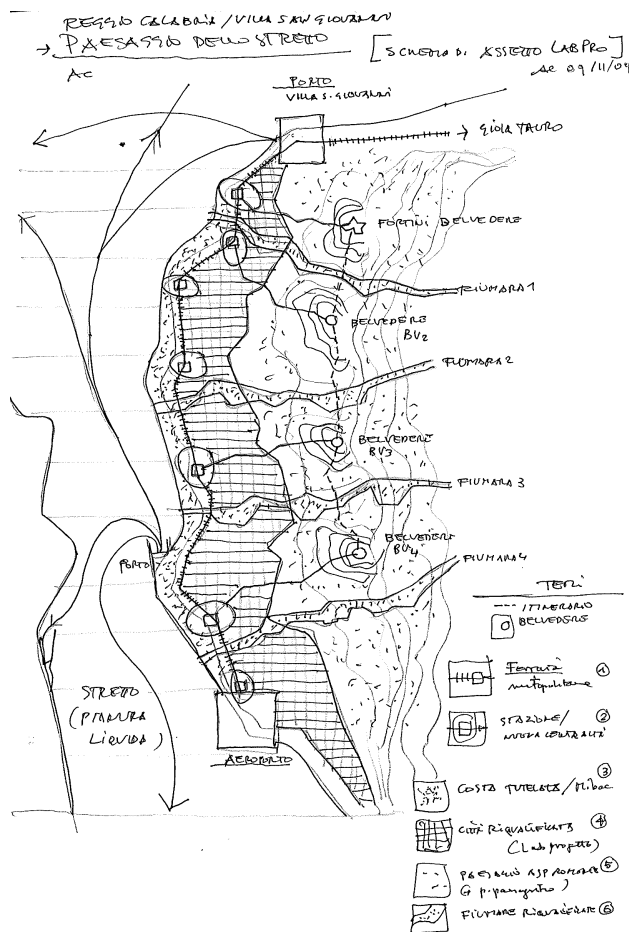 REGGIO CALABRIA / VILLA SAN GIOVANNI
→ PAESAGGIO DELLO STRETTO
[SCHEMA DI ASSETTO LABPRO]
AC
AC 09/11/09
PORTO
VILLA S. GIOVANNI
GIOIA TAURO
FORTINI BELVEDERE
FIUMARA 1
BELVEDERE
BV2
FIUMARA 2
BELVEDERE
BV3
FIUMARA 3
BELVEDERE
BV4
FIUMARA 4
PORTO
STRETTO
(PIANURA
LIQUIDA)
AEROPORTO
TEMI
--- ITINERARIO
BELVEDERE
Ferrovia 1
metropolitana
STAZIONE / 2
NUOVA CENTRALITÀ
3
COSTA TUTELATA / Mibac
CITTÀ RIQUALIFICATA 4
(Lab progetto)
PAESAGGIO ASPROMONTE 5
FIUMARE RIQUALIFICATE 6